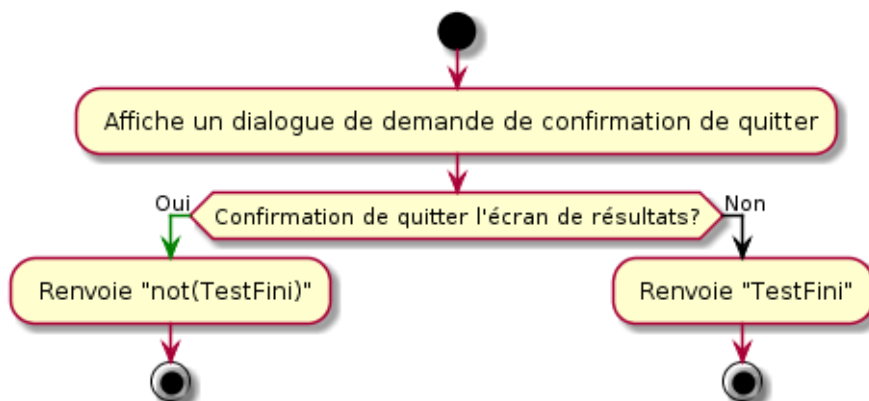 Affiche un dialogue de demande de confirmation de quitter
Oui
Confirmation de quitter l'écran de résultats?
Non
Renvoie "not(TestFini)"
Renvoie "TestFini"